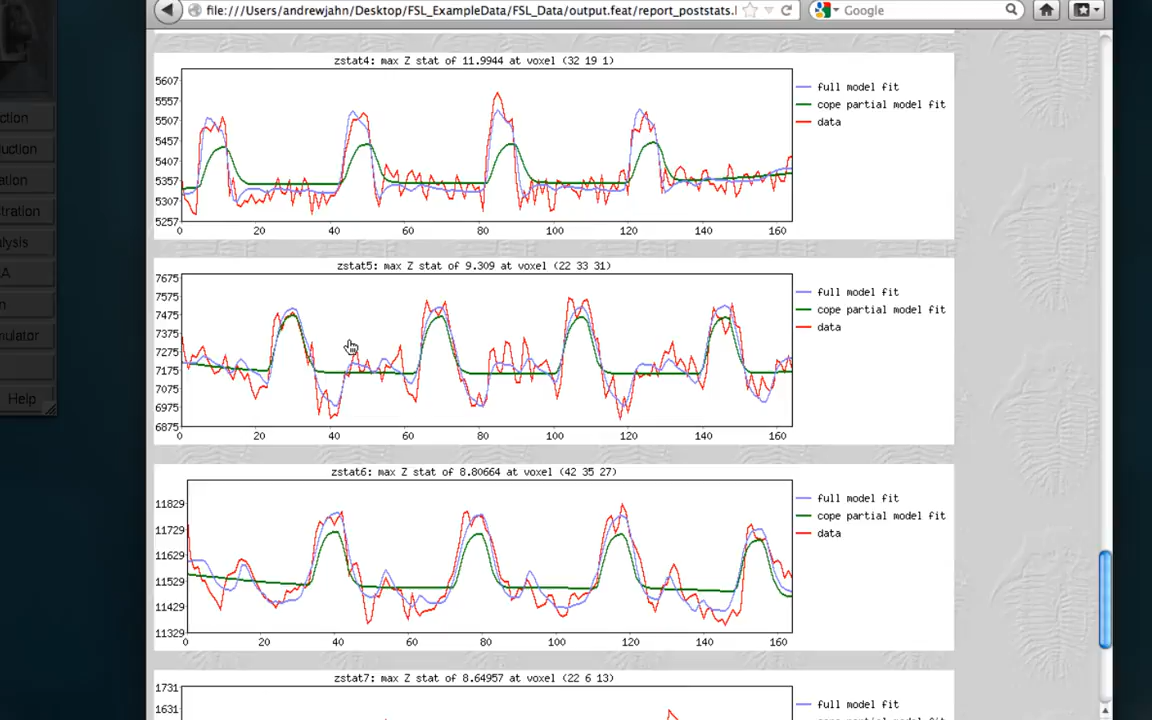 file:///Users/andrewjahn/Desktop/FSL_ExampleData/FSL_Data/output.feat/report_poststats.
Google
ction
duction
ation
istration
alysis
A
n
mulator
Help
zstat4: max Z stat of 11.9944 at voxel (32 19 1)
5607
5557
5507
5457
5407
5357
5307
5257
0 20 40 60 80 100 120 140 160
full model fit
cope partial model fit
data
zstat5: max Z stat of 9.309 at voxel (22 33 31)
7675
7575
7475
7375
7275
7175
7075
6975
6875
0 20 40 60 80 100 120 140 160
full model fit
cope partial model fit
data
zstat6: max Z stat of 8.80664 at voxel (42 35 27)
11829
11729
11629
11529
11429
11329
0 20 40 60 80 100 120 140 160
full model fit
cope partial model fit
data
zstat7: max Z stat of 8.64957 at voxel (22 6 13)
1731
1631
full model fit